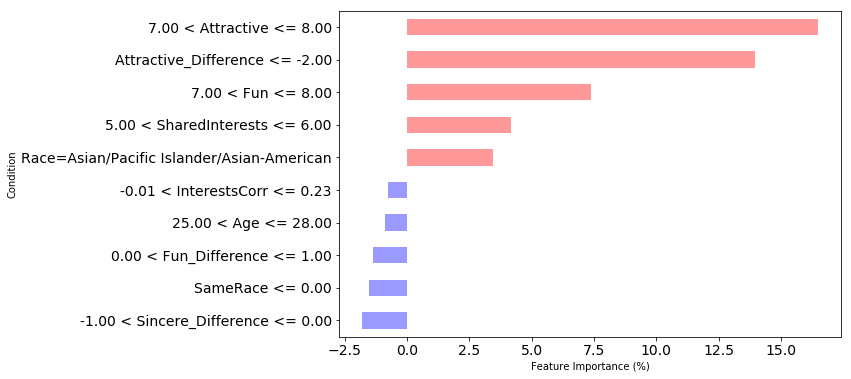 7.00 < Attractive <= 8.00
Attractive_Difference <= -2.00
7.00 < Fun <= 8.00
5.00 < SharedInterests <= 6.00
Race=Asian/Pacific Islander/Asian-American
-0.01 < InterestsCorr <= 0.23
25.00 < Age <= 28.00
0.00 < Fun_Difference <= 1.00
SameRace <= 0.00
-1.00 < Sincere_Difference <= 0.00
Condition
−2.5 0.0 2.5 5.0 7.5 10.0 12.5 15.0
Feature Importance (%)